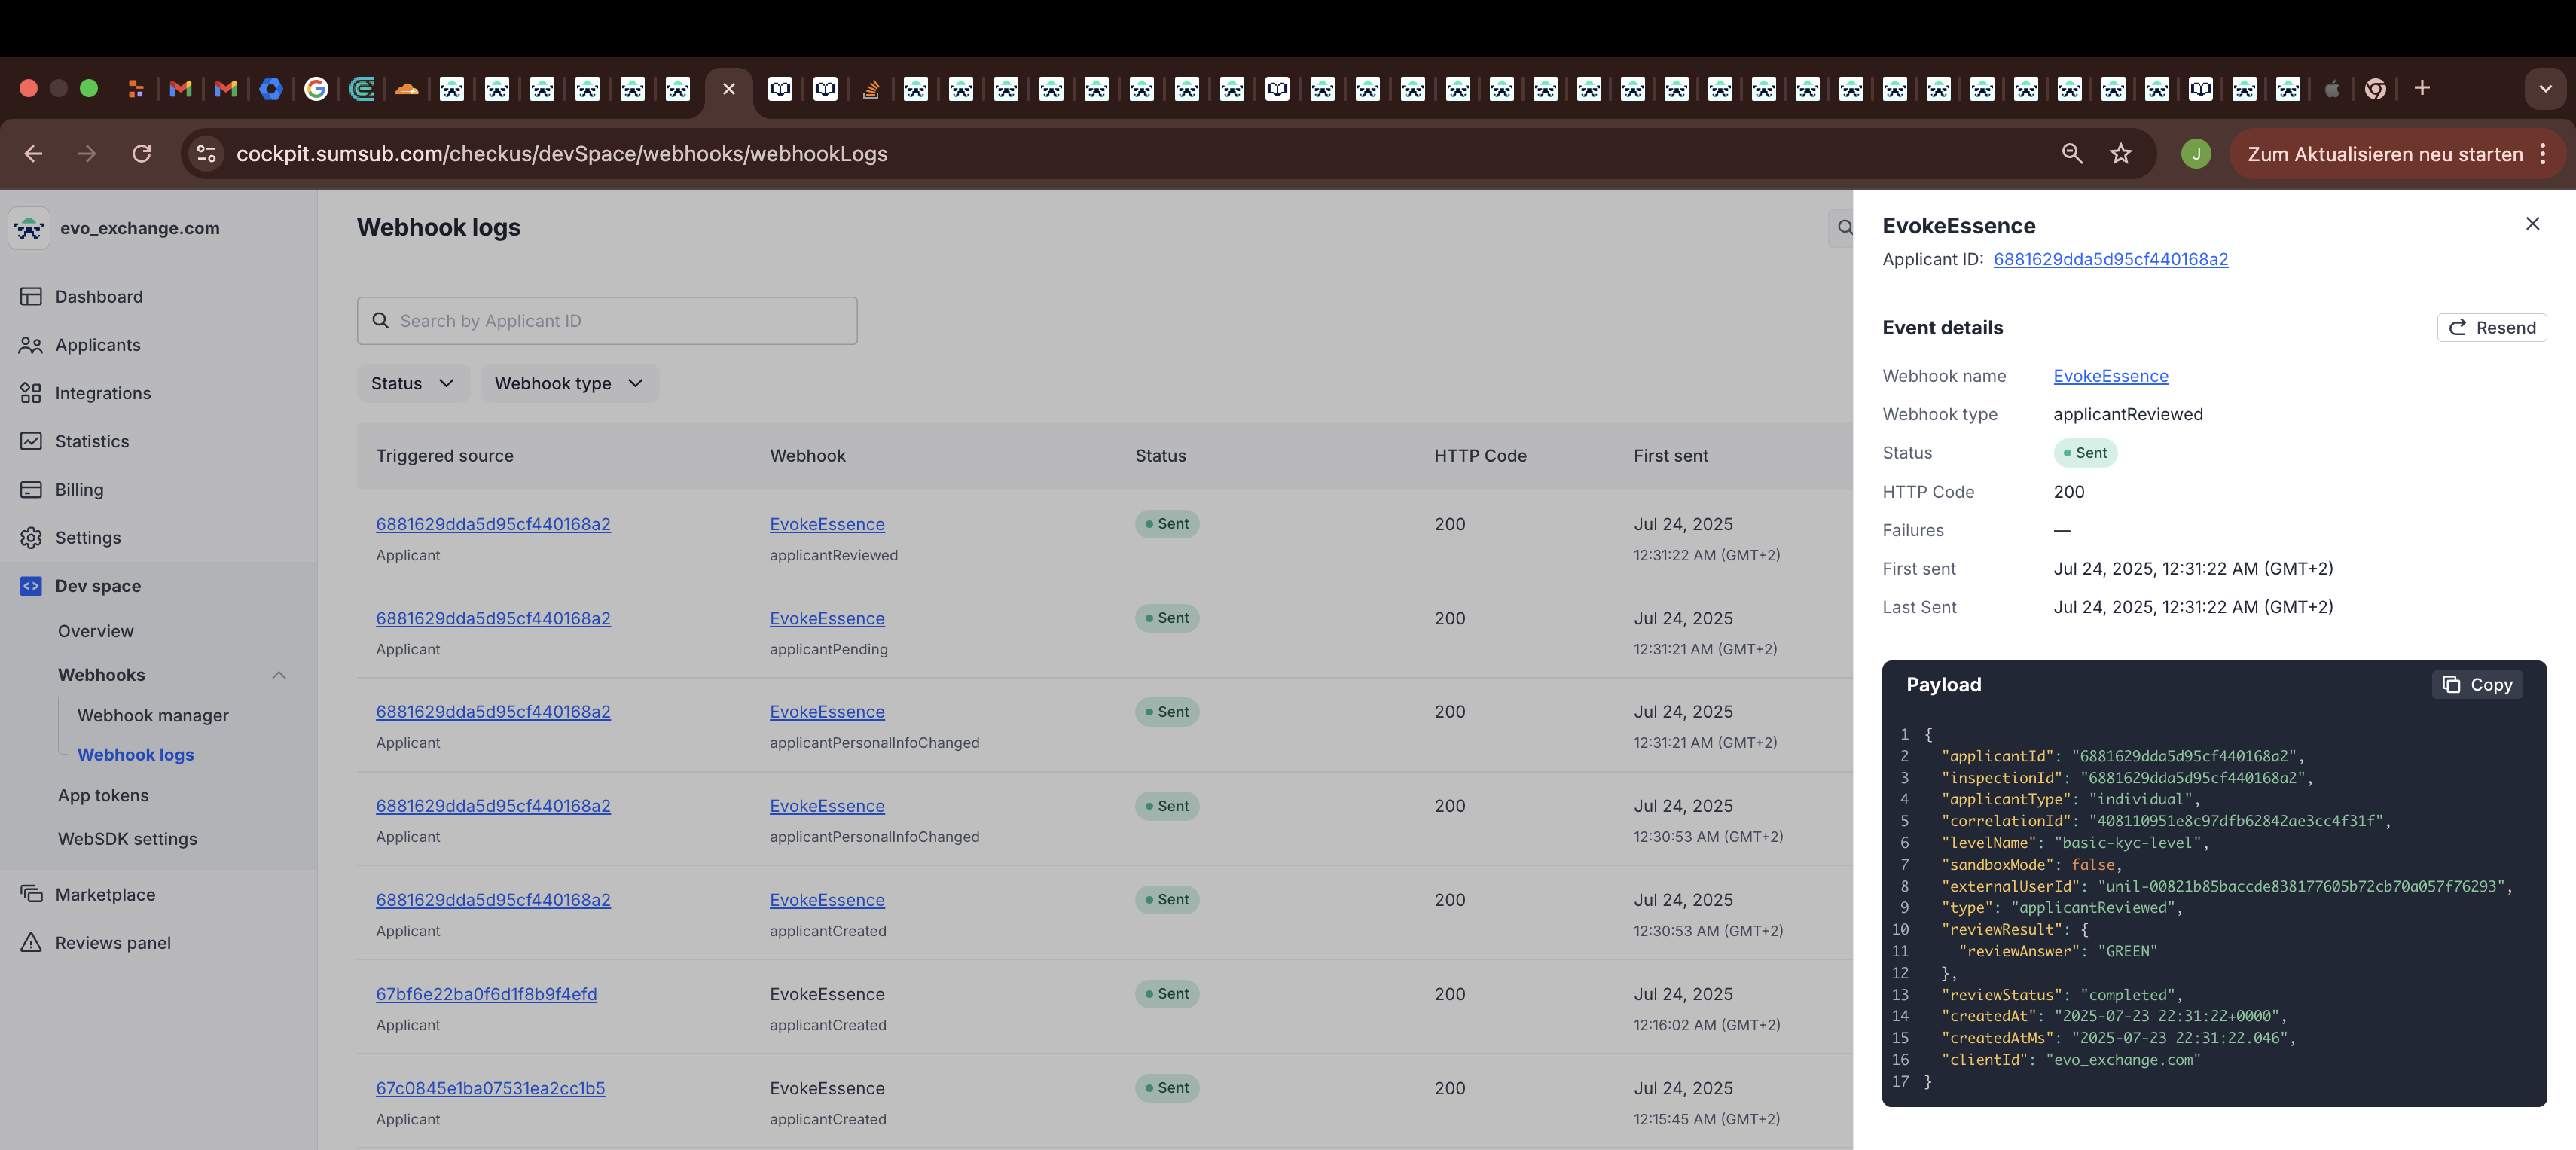 cockpit.sumsub.com/checkus/devSpace/webhooks/webhookLogs
J
Zum Aktualisieren neu starten
evo_exchange.com
Dashboard
Applicants
Integrations
Statistics
Billing
Settings
Dev space
Overview
Webhooks
Webhook manager
Webhook logs
App tokens
WebSDK settings
Marketplace
Reviews panel
Webhook logs
Search by Applicant ID
Status
Webhook type
Triggered source Webhook Status HTTP Code First sent
6881629dda5d95cf440168a2 EvokeEssence Sent 200 Jul 24, 2025
Applicant applicantReviewed 12:31:22 AM (GMT+2)
6881629dda5d95cf440168a2 EvokeEssence Sent 200 Jul 24, 2025
Applicant applicantPending 12:31:21 AM (GMT+2)
6881629dda5d95cf440168a2 EvokeEssence Sent 200 Jul 24, 2025
Applicant applicantPersonalInfoChanged 12:31:21 AM (GMT+2)
6881629dda5d95cf440168a2 EvokeEssence Sent 200 Jul 24, 2025
Applicant applicantPersonalInfoChanged 12:30:53 AM (GMT+2)
6881629dda5d95cf440168a2 EvokeEssence Sent 200 Jul 24, 2025
Applicant applicantCreated 12:30:53 AM (GMT+2)
67bf6e22ba0f6d1f8b9f4efd EvokeEssence Sent 200 Jul 24, 2025
Applicant applicantCreated 12:16:02 AM (GMT+2)
67c0845e1ba07531ea2cc1b5 EvokeEssence Sent 200 Jul 24, 2025
Applicant applicantCreated 12:15:45 AM (GMT+2)
EvokeEssence
Applicant ID: 6881629dda5d95cf440168a2
Event details
Resend
Webhook name EvokeEssence
Webhook type applicantReviewed
Status Sent
HTTP Code 200
Failures —
First sent Jul 24, 2025, 12:31:22 AM (GMT+2)
Last Sent Jul 24, 2025, 12:31:22 AM (GMT+2)
Payload
Copy
1 {
2 "applicantId": "6881629dda5d95cf440168a2",
3 "inspectionId": "6881629dda5d95cf440168a2",
4 "applicantType": "individual",
5 "correlationId": "408110951e8c97dfb62842ae3cc4f31f",
6 "levelName": "basic-kyc-level",
7 "sandboxMode": false,
8 "externalUserId": "unil-00821b85baccde838177605b72cb70a057f76293",
9 "type": "applicantReviewed",
10 "reviewResult": {
11 "reviewAnswer": "GREEN"
12 },
13 "reviewStatus": "completed",
14 "createdAt": "2025-07-23 22:31:22+0000",
15 "createdAtMs": "2025-07-23 22:31:22.046",
16 "clientId": "evo_exchange.com"
17 }